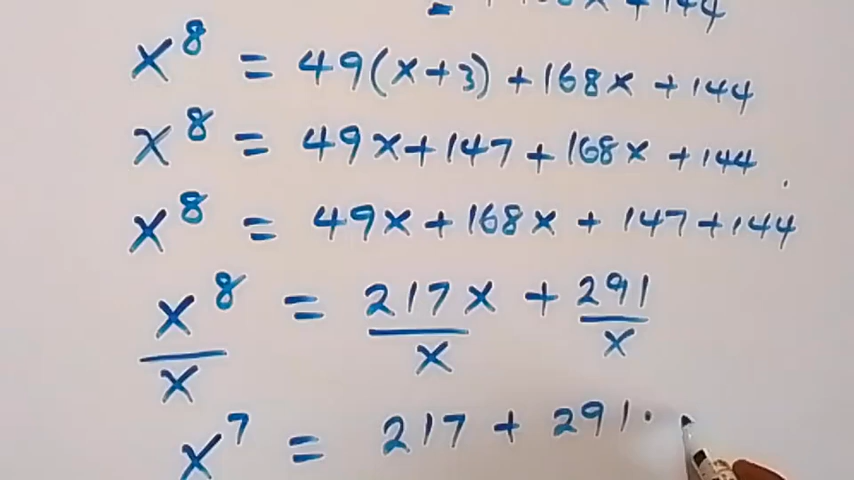 + 144
x⁸ = 49(x+3) + 168x + 144
x⁸ = 49x + 147 + 168x + 144
x⁸ = 49x + 168x + 147 + 144
x⁸/x = 217x/x + 291/x
x⁷ = 217 + 291 ·